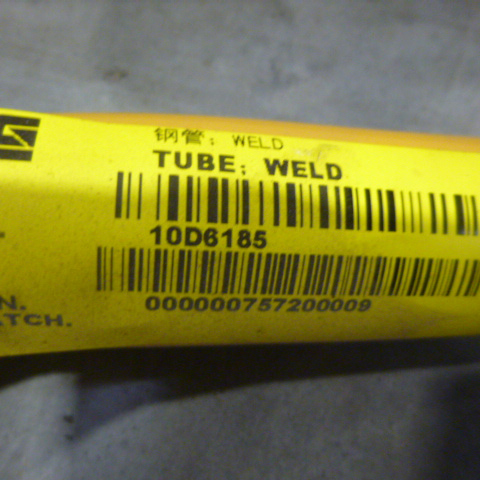 钢管; WELD
TUBE; WELD
10D6185
000000757200009
N.
ATCH.